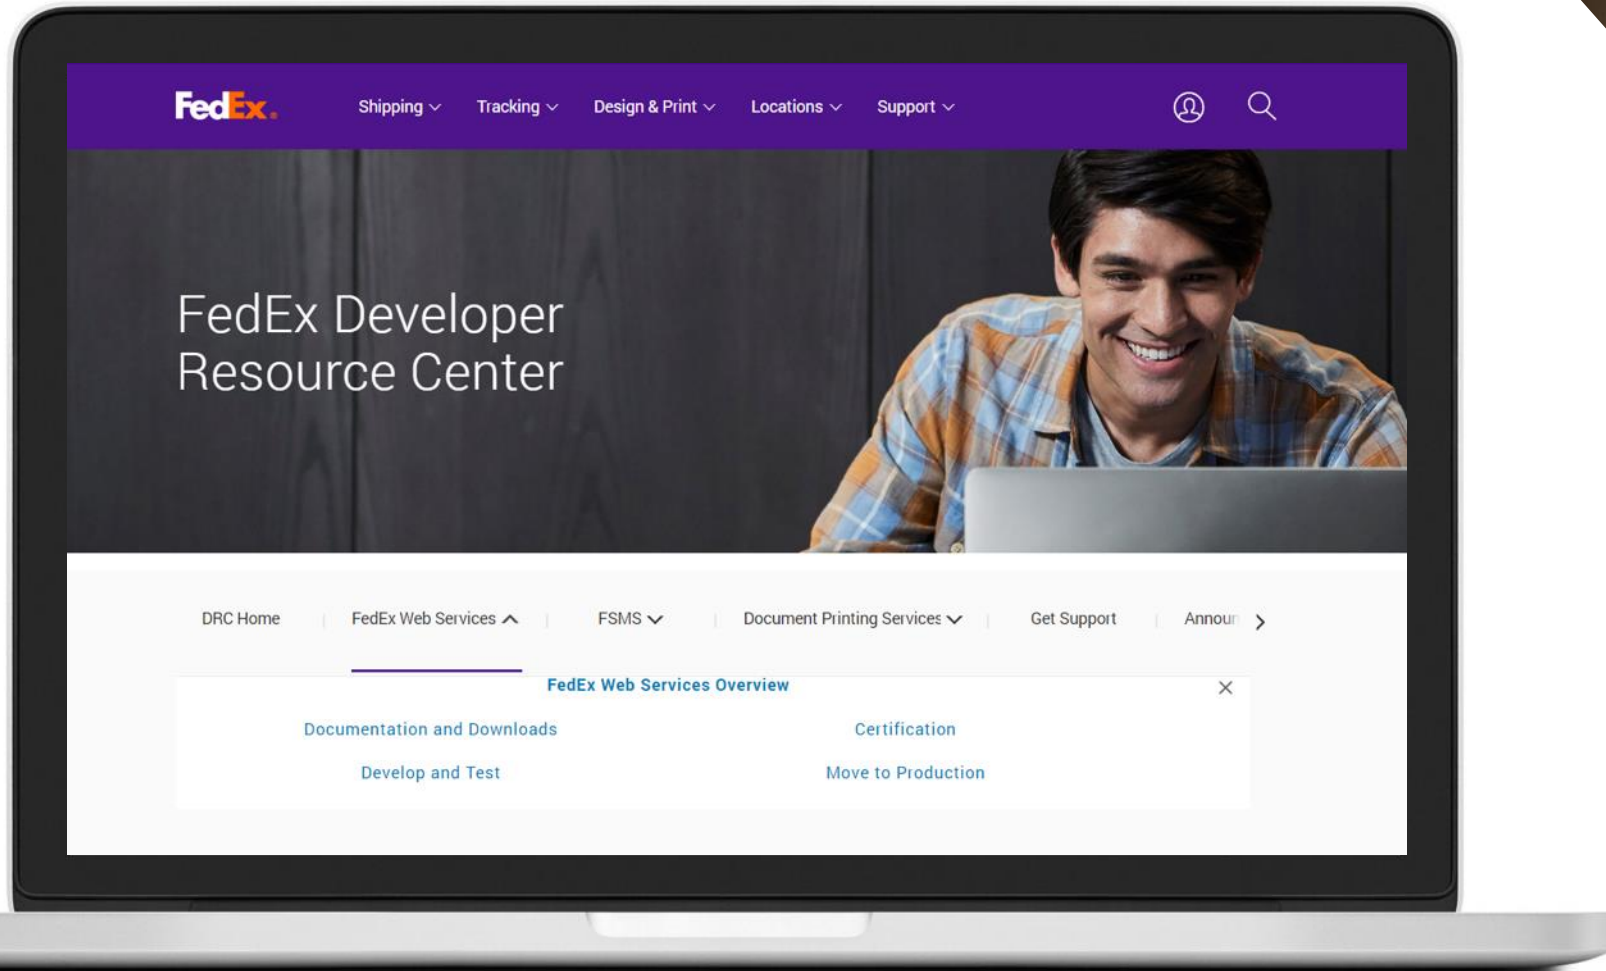 FedEx. Shipping Tracking Design & Print Locations Support
FedEx Developer
Resource Center
DRC Home FedEx Web Services FSMS Document Printing Services Get Support Announ
FedEx Web Services Overview
Documentation and Downloads Certification
Develop and Test Move to Production